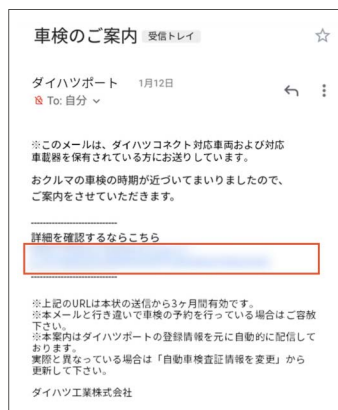 車検のご案内 受信トレイ
ダイハツポート 1月12日
To: 自分
※このメールは、ダイハツコネクト対応車両および対応
車載器を保有されている方にお送りしています。
おクルマの車検の時期が近づいてまいりましたので、
ご案内をさせていただきます。
----------------------------
詳細を確認するならこちら
----------------------------
※上記のURLは本状の送信から3ヶ月間有効です。
※本メールと行き違いで車検の予約を行っている場合はご容赦
下さい。
※本案内はダイハツポートの登録情報を元に自動的に配信して
おります。
実際と異なっている場合は「自動車検査証情報を変更」から
更新して下さい。
ダイハツ工業株式会社